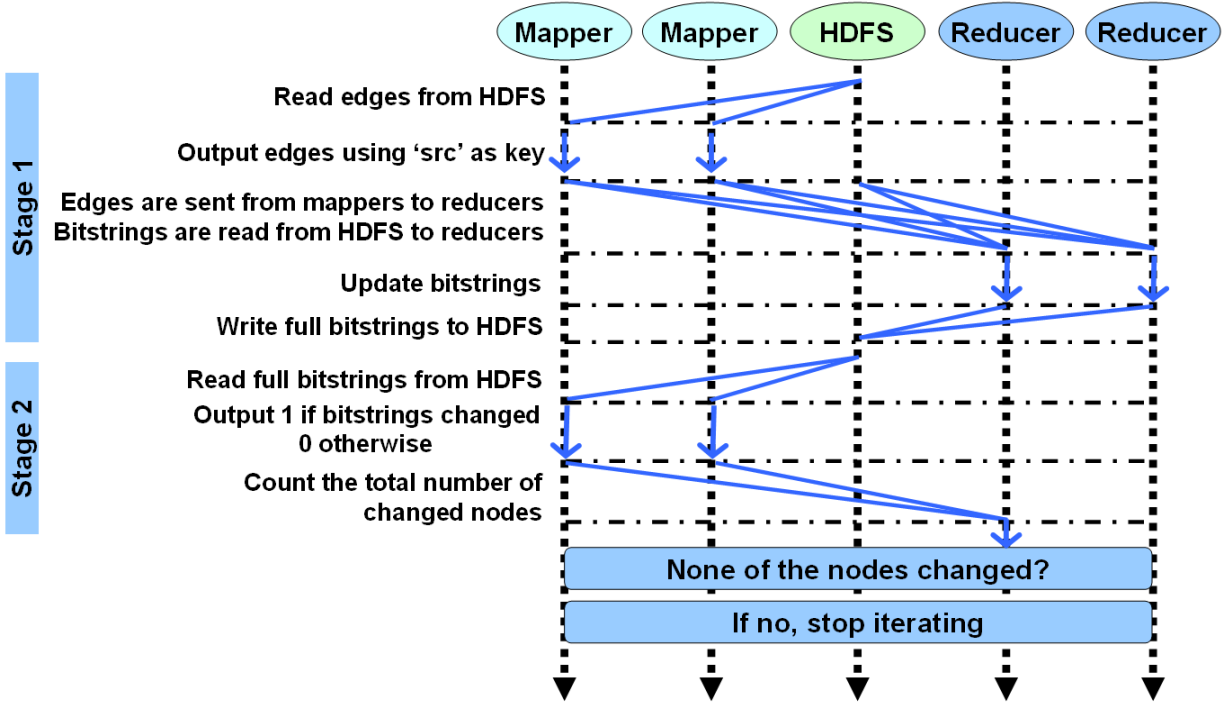 Mapper
Mapper
HDFS
Reducer
Reducer
Stage 1
Read edges from HDFS
Output edges using ‘src’ as key
Edges are sent from mappers to reducers
Bitstrings are read from HDFS to reducers
Update bitstrings
Write full bitstrings to HDFS
Stage 2
Read full bitstrings from HDFS
Output 1 if bitstrings changed
0 otherwise
Count the total number of
changed nodes
None of the nodes changed?
If no, stop iterating